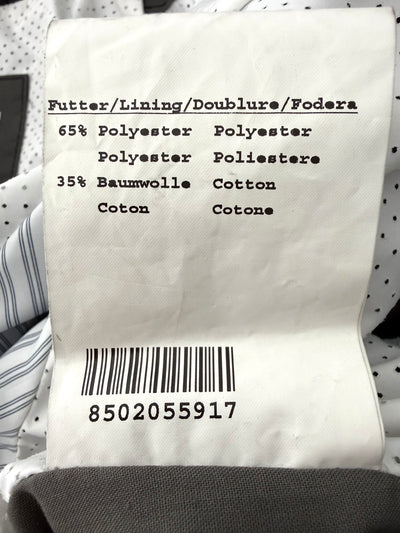 Futter/Lining/Doublure/Fodera
65% Polyester Polyester
Polyester Poliestere
35% Baumwolle Cotton
Coton Cotone
8502055917